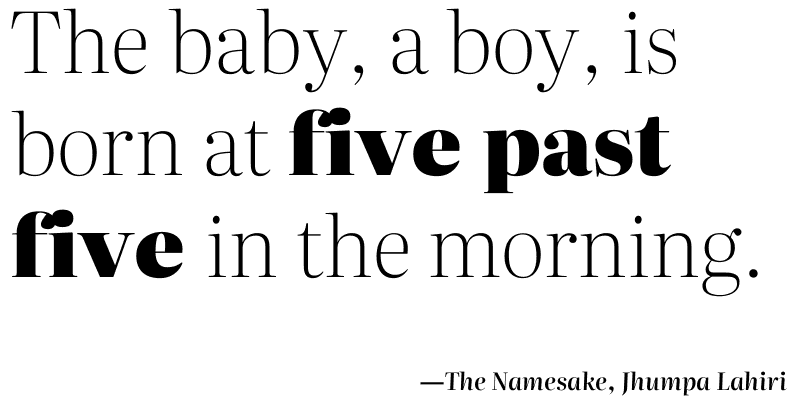 The baby, a boy, is
born at five past
five in the morning.
—The Namesake, Jhumpa Lahiri